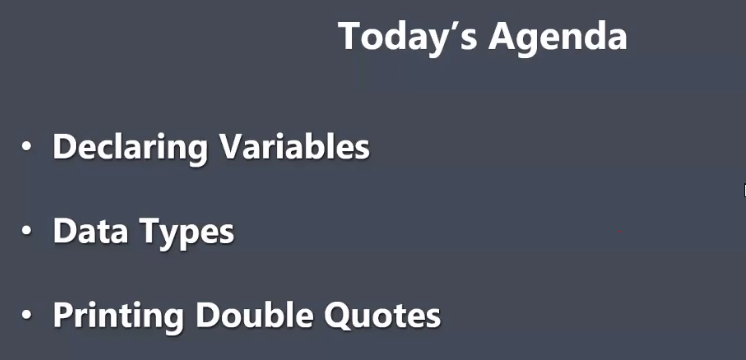 Today’s Agenda
• Declaring Variables
• Data Types
• Printing Double Quotes